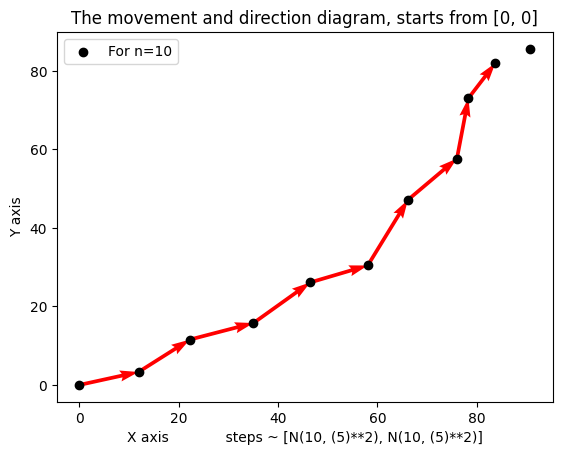 The movement and direction diagram, starts from [0, 0]
For n=10
80
60
40
20
0
Y axis
0 20 40 60 80
X axis steps ~ [N(10, (5)**2), N(10, (5)**2)]